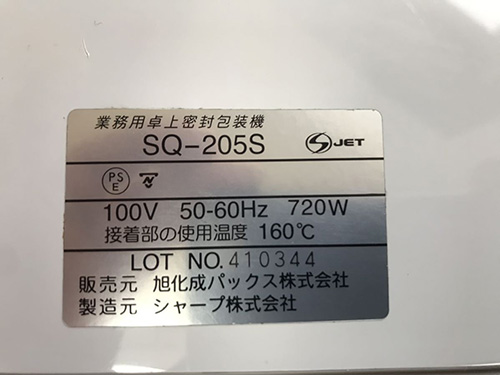 業務用卓上密封包装機
SQ-205S
JET
PS
E
100V 50-60Hz 720W
接着部の使用温度 160℃
LOT NO. 410344
販売元 旭化成パックス株式会社
製造元 シャープ株式会社